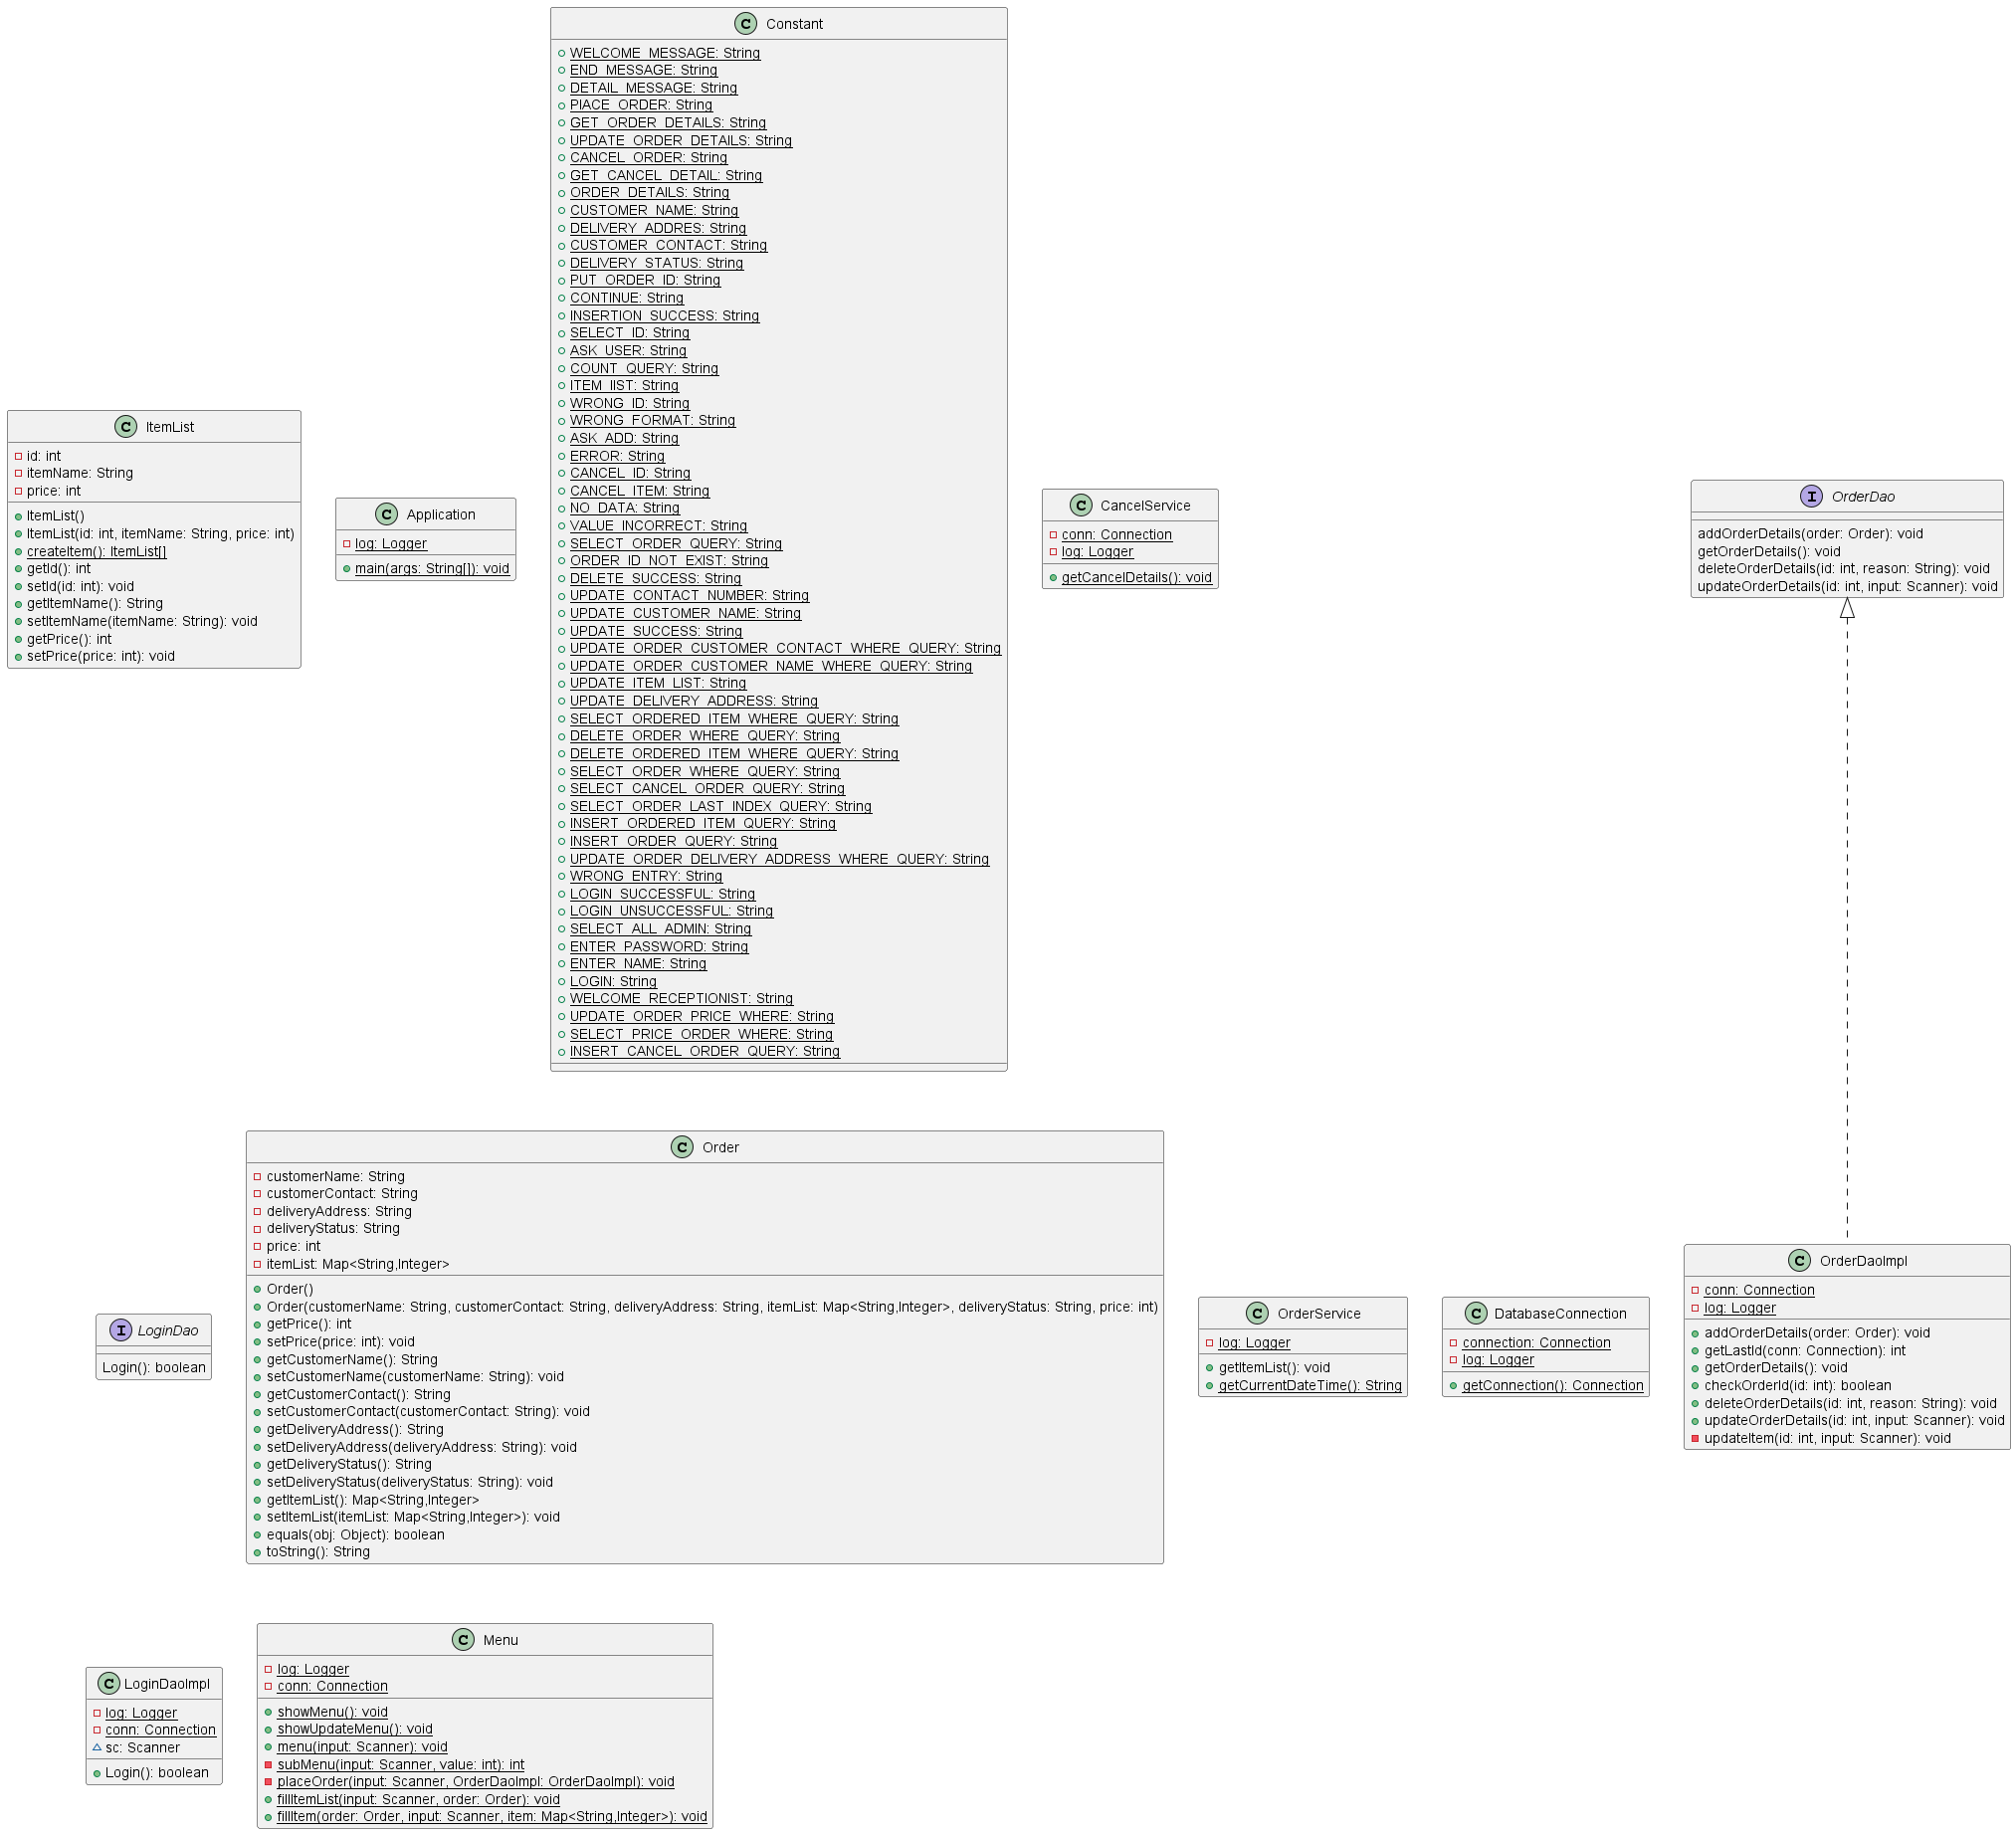 Constant
WELCOME_MESSAGE: String
END_MESSAGE: String
DETAIL_MESSAGE: String
PlACE_ORDER: String
GET_ORDER_DETAILS: String
UPDATE_ORDER_DETAILS: String
CANCEL_ORDER: String
GET_CANCEL_DETAIL: String
ORDER_DETAILS: String
CUSTOMER_NAME: String
DELIVERY_ADDRES: String
CUSTOMER_CONTACT: String
DELIVERY_STATUS: String
PUT_ORDER_ID: String
CONTINUE: String
INSERTION_SUCCESS: String
SELECT_ID: String
ASK_USER: String
COUNT_QUERY: String
ITEM_lIST: String
WRONG_ID: String
WRONG_FORMAT: String
ASK_ADD: String
ERROR: String
CANCEL_ID: String
CANCEL_ITEM: String
NO_DATA: String
VALUE_INCORRECT: String
SELECT_ORDER_QUERY: String
ORDER_ID_NOT_EXIST: String
DELETE_SUCCESS: String
UPDATE_CONTACT_NUMBER: String
UPDATE_CUSTOMER_NAME: String
UPDATE_SUCCESS: String
UPDATE_ORDER_CUSTOMER_CONTACT_WHERE_QUERY: String
UPDATE_ORDER_CUSTOMER_NAME_WHERE_QUERY: String
UPDATE_ITEM_LIST: String
UPDATE_DELIVERY_ADDRESS: String
SELECT_ORDERED_ITEM_WHERE_QUERY: String
DELETE_ORDER_WHERE_QUERY: String
DELETE_ORDERED_ITEM_WHERE_QUERY: String
SELECT_ORDER_WHERE_QUERY: String
SELECT_CANCEL_ORDER_QUERY: String
SELECT_ORDER_LAST_INDEX_QUERY: String
INSERT_ORDERED_ITEM_QUERY: String
INSERT_ORDER_QUERY: String
UPDATE_ORDER_DELIVERY_ADDRESS_WHERE_QUERY: String
WRONG_ENTRY: String
LOGIN_SUCCESSFUL: String
LOGIN_UNSUCCESSFUL: String
SELECT_ALL_ADMIN: String
ENTER_PASSWORD: String
ENTER_NAME: String
LOGIN: String
WELCOME_RECEPTIONIST: String
UPDATE_ORDER_PRICE_WHERE: String
SELECT_PRICE_ORDER_WHERE: String
INSERT_CANCEL_ORDER_QUERY: String
ItemList
id: int
itemName: String
price: int
ItemList()
ItemList(id: int, itemName: String, price: int)
createItem(): ItemList[]
getId(): int
setId(id: int): void
getItemName(): String
setItemName(itemName: String): void
getPrice(): int
setPrice(price: int): void
Application
log: Logger
main(args: String[]): void
CancelService
conn: Connection
log: Logger
getCancelDetails(): void
OrderDao
addOrderDetails(order: Order): void
getOrderDetails(): void
deleteOrderDetails(id: int, reason: String): void
updateOrderDetails(id: int, input: Scanner): void
LoginDao
Login(): boolean
Order
customerName: String
customerContact: String
deliveryAddress: String
deliveryStatus: String
price: int
itemList: Map<String,Integer>
Order()
Order(customerName: String, customerContact: String, deliveryAddress: String, itemList: Map<String,Integer>, deliveryStatus: String, price: int)
getPrice(): int
setPrice(price: int): void
getCustomerName(): String
setCustomerName(customerName: String): void
getCustomerContact(): String
setCustomerContact(customerContact: String): void
getDeliveryAddress(): String
setDeliveryAddress(deliveryAddress: String): void
getDeliveryStatus(): String
setDeliveryStatus(deliveryStatus: String): void
getItemList(): Map<String,Integer>
setItemList(itemList: Map<String,Integer>): void
equals(obj: Object): boolean
toString(): String
OrderService
log: Logger
getItemList(): void
getCurrentDateTime(): String
DatabaseConnection
connection: Connection
log: Logger
getConnection(): Connection
OrderDaoImpl
conn: Connection
log: Logger
addOrderDetails(order: Order): void
getLastId(conn: Connection): int
getOrderDetails(): void
checkOrderId(id: int): boolean
deleteOrderDetails(id: int, reason: String): void
updateOrderDetails(id: int, input: Scanner): void
updateItem(id: int, input: Scanner): void
LoginDaoImpl
log: Logger
conn: Connection
sc: Scanner
Login(): boolean
Menu
log: Logger
conn: Connection
showMenu(): void
showUpdateMenu(): void
menu(input: Scanner): void
subMenu(input: Scanner, value: int): int
placeOrder(input: Scanner, OrderDaoImpl: OrderDaoImpl): void
fillItemList(input: Scanner, order: Order): void
fillItem(order: Order, input: Scanner, item: Map<String,Integer>): void